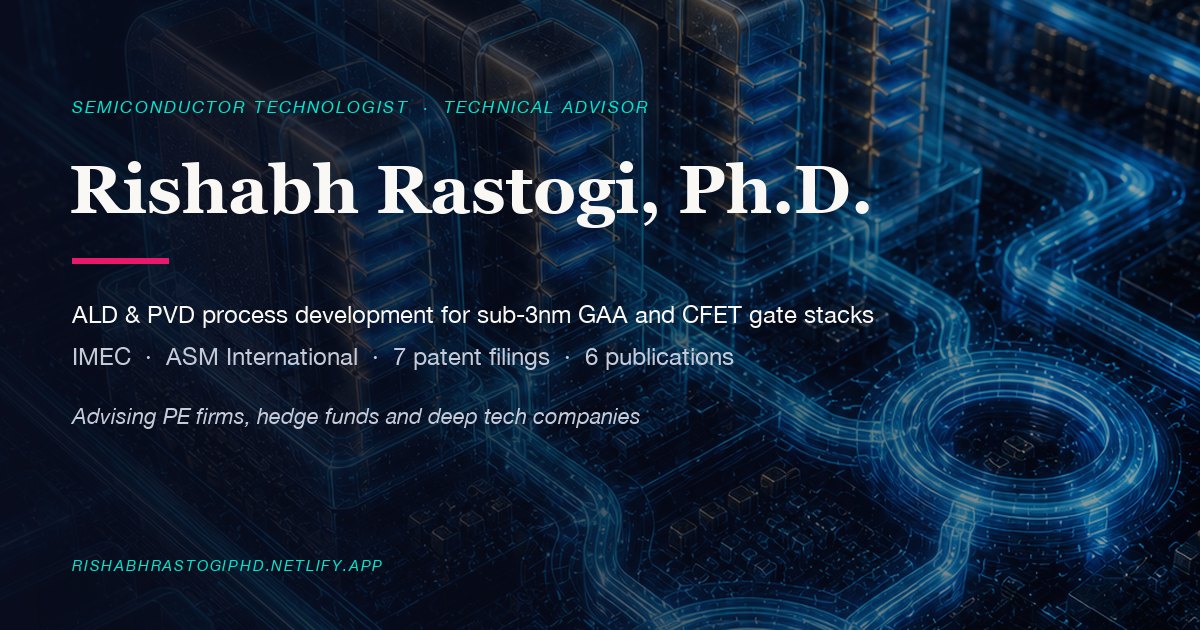 SEMICONDUCTOR TECHNOLOGIST · TECHNICAL ADVISOR
Rishabh Rastogi, Ph.D.
ALD & PVD process development for sub-3nm GAA and CFET gate stacks
IMEC · ASM International · 7 patent filings · 6 publications
Advising PE firms, hedge funds and deep tech companies
RISHABHRASTOGIPHD.NETLIFY.APP